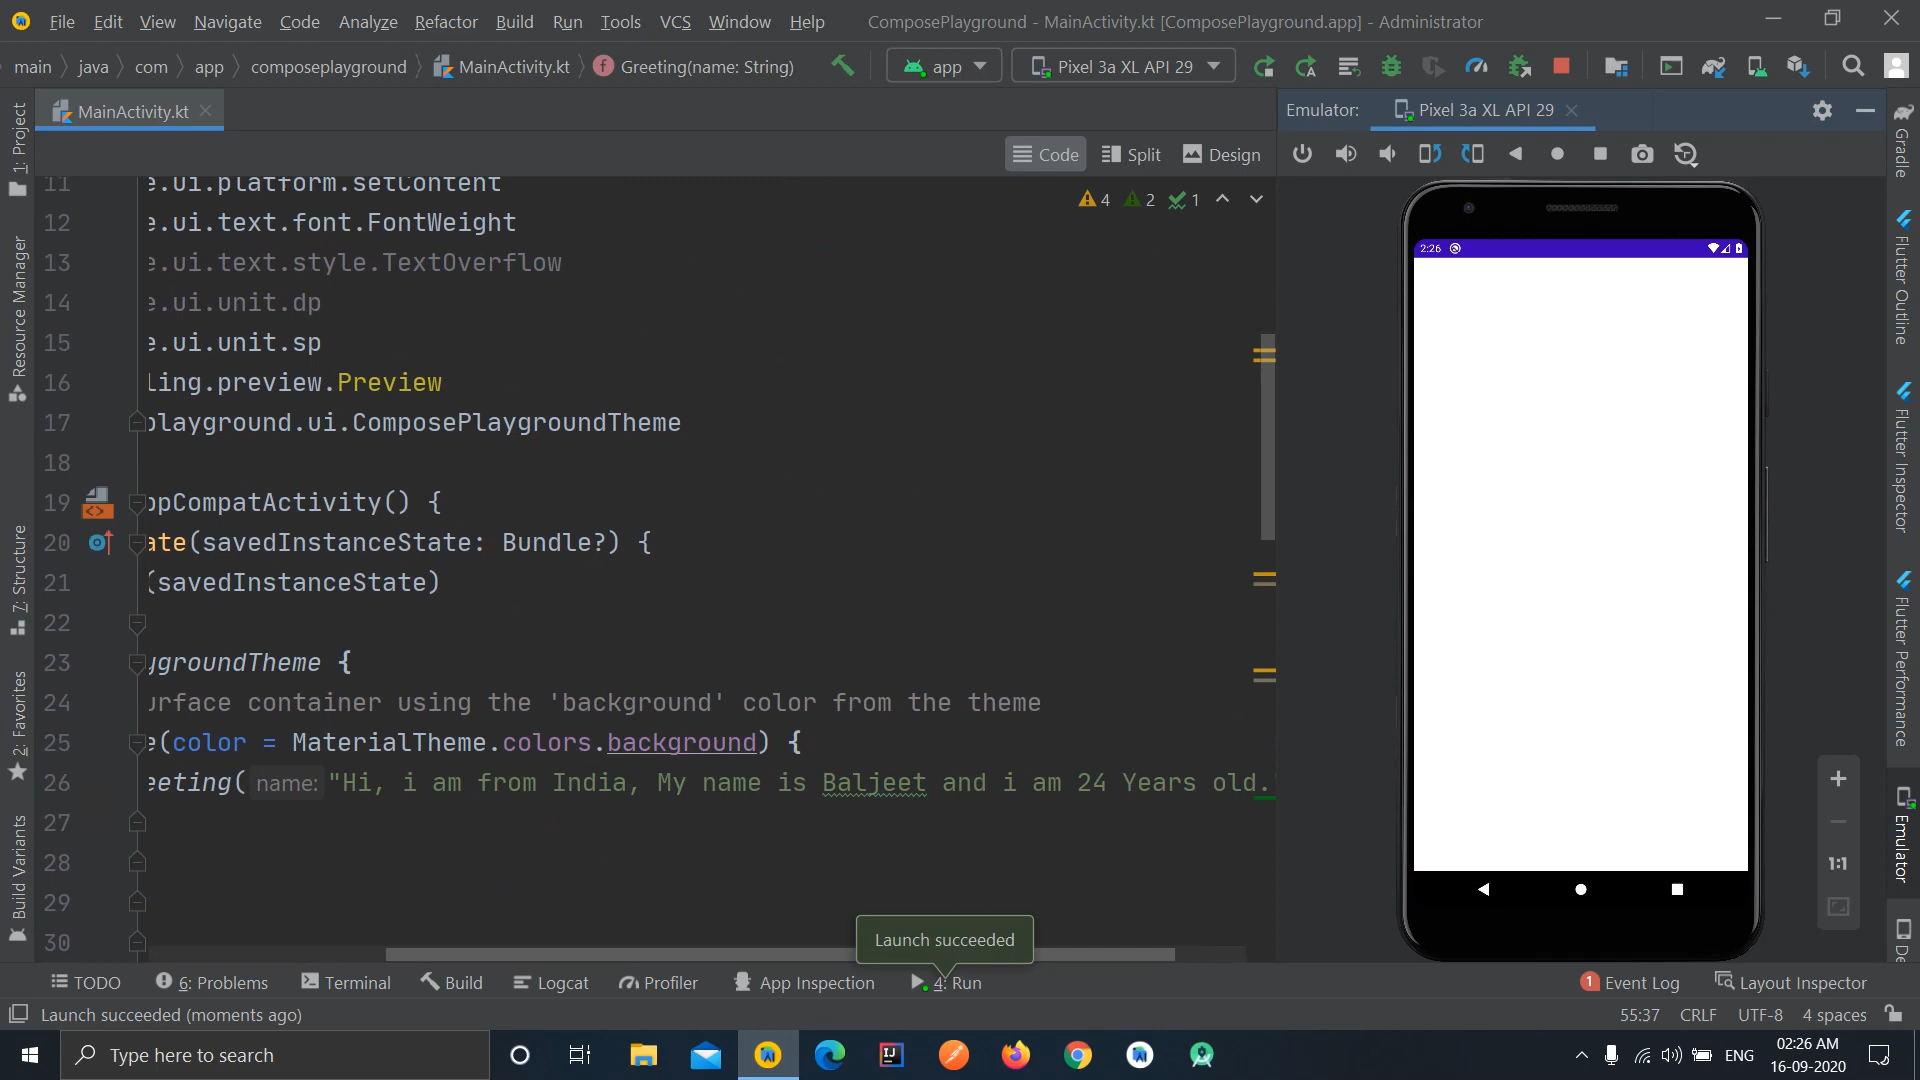 File Edit View Navigate Code Analyze Refactor Build Run Tools VCS Window Help ComposePlayground - MainActivity.kt [ComposePlayground.app] - Administrator
main java com app composeplayground MainActivity.kt Greeting(name: String) app Pixel 3a XL API 29
MainActivity.kt
Emulator: Pixel 3a XL API 29
Code Split Design
4 2 1
11 e.ui.platform.setContent
12 e.ui.text.font.FontWeight
13 e.ui.text.style.TextOverflow
14 e.ui.unit.dp
15 e.ui.unit.sp
16 ling.preview.Preview
17 playground.ui.ComposePlaygroundTheme
18
19 ppCompatActivity() {
20 ate(savedInstanceState: Bundle?) {
21 (savedInstanceState)
22
23 ygroundTheme {
24 urface container using the 'background' color from the theme
25 e(color = MaterialTheme.colors.background) {
26 eeting( name: "Hi, i am from India, My name is Baljeet and i am 24 Years old."
27
28
29
30
1: Project
Resource Manager
7: Structure
2: Favorites
Build Variants
2:26
1:1
Gradle
Flutter Outline
Flutter Inspector
Flutter Performance
Emulator
De
Launch succeeded
TODO 6: Problems Terminal Build Logcat Profiler App Inspection 4: Run 1 Event Log Layout Inspector
Launch succeeded (moments ago) 55:37 CRLF UTF-8 4 spaces
Type here to search
ENG
02:26 AM
16-09-2020